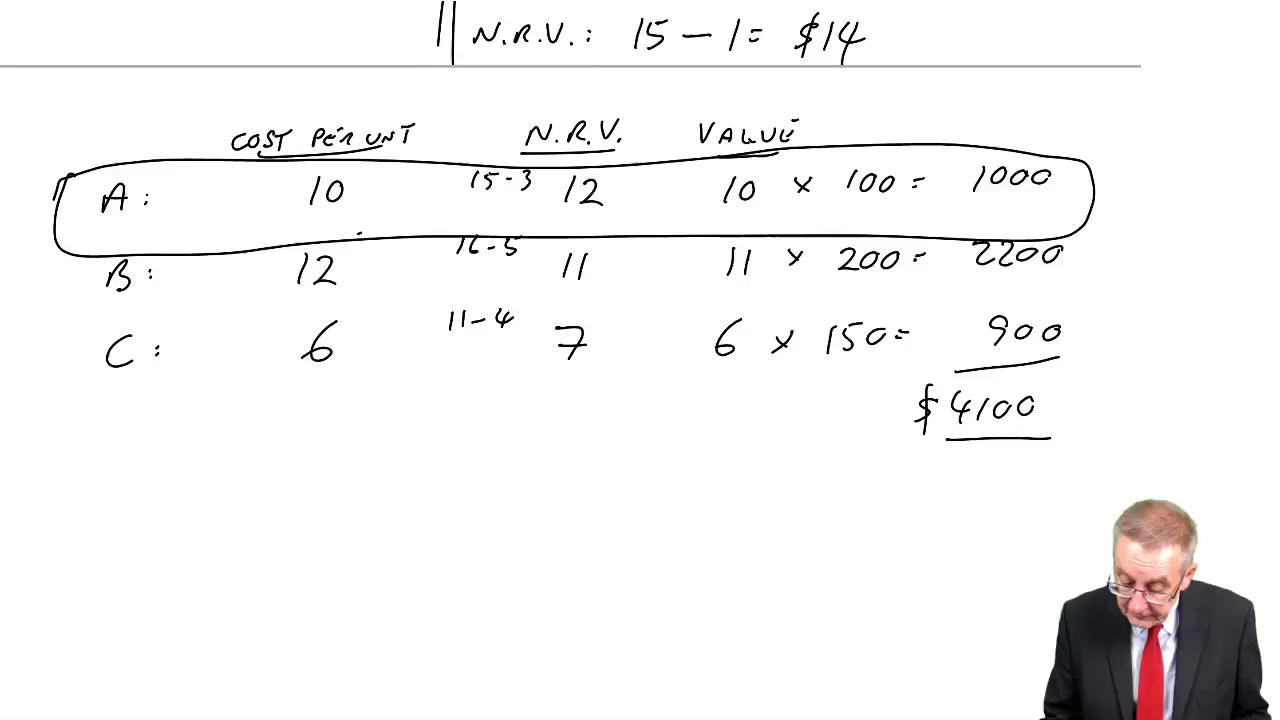 N.R.V.: 15 - 1 = $14
COST PER UNT N.R.V. VALUE
A: 10 15-3 12 10 x 100 = 1000
B: 12 16-5 11 11 x 200 = 2200
C: 6 11-4 7 6 x 150 = 900
$4100